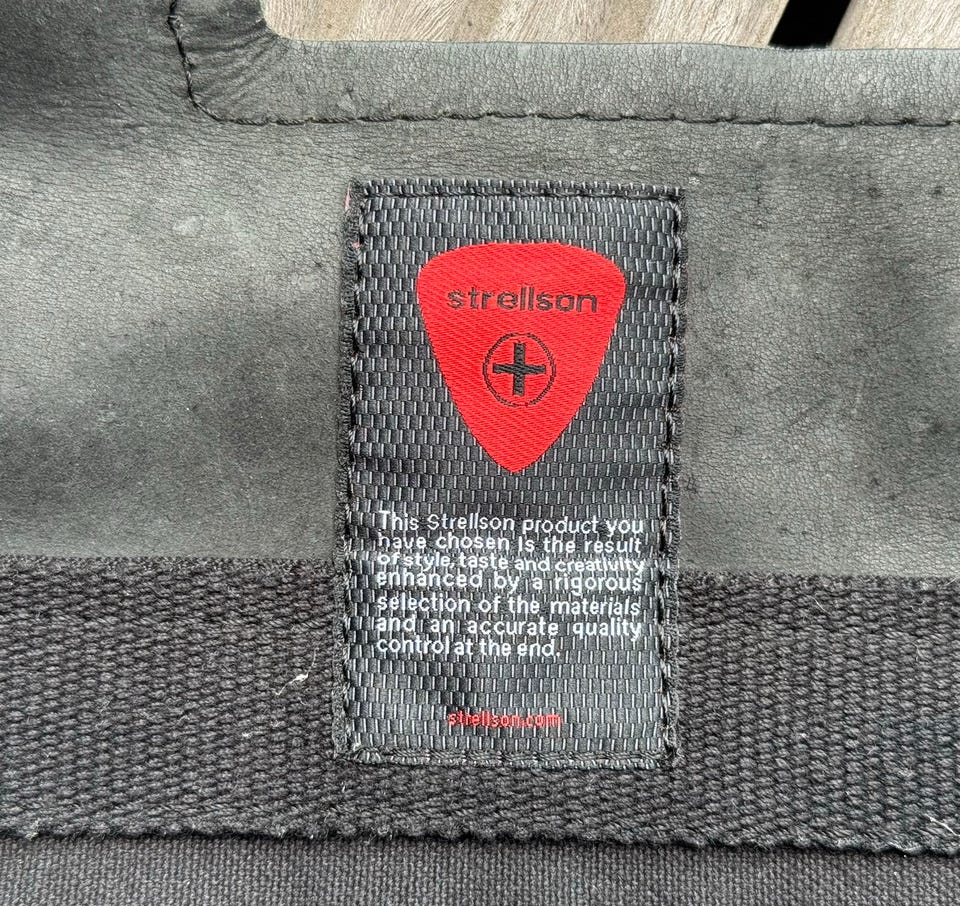 strellson
This Strellson product you
have chosen is the result
of style, taste and creativity
enhanced by a rigorous
selection of the materials
and an accurate quality
control at the end.
strellson.com